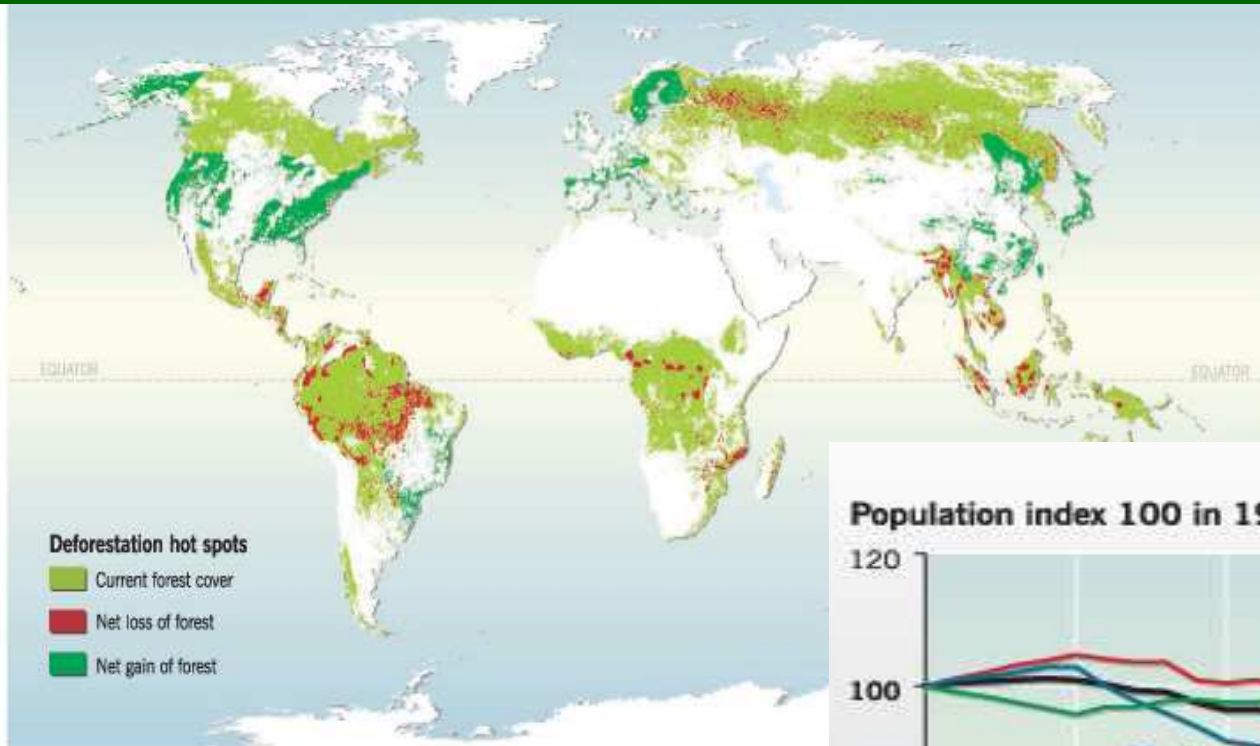 EQUATOR
EQUATOR
Deforestation hot spots
Current forest cover
Net loss of forest
Net gain of forest
Population index 100 in 19
120
100